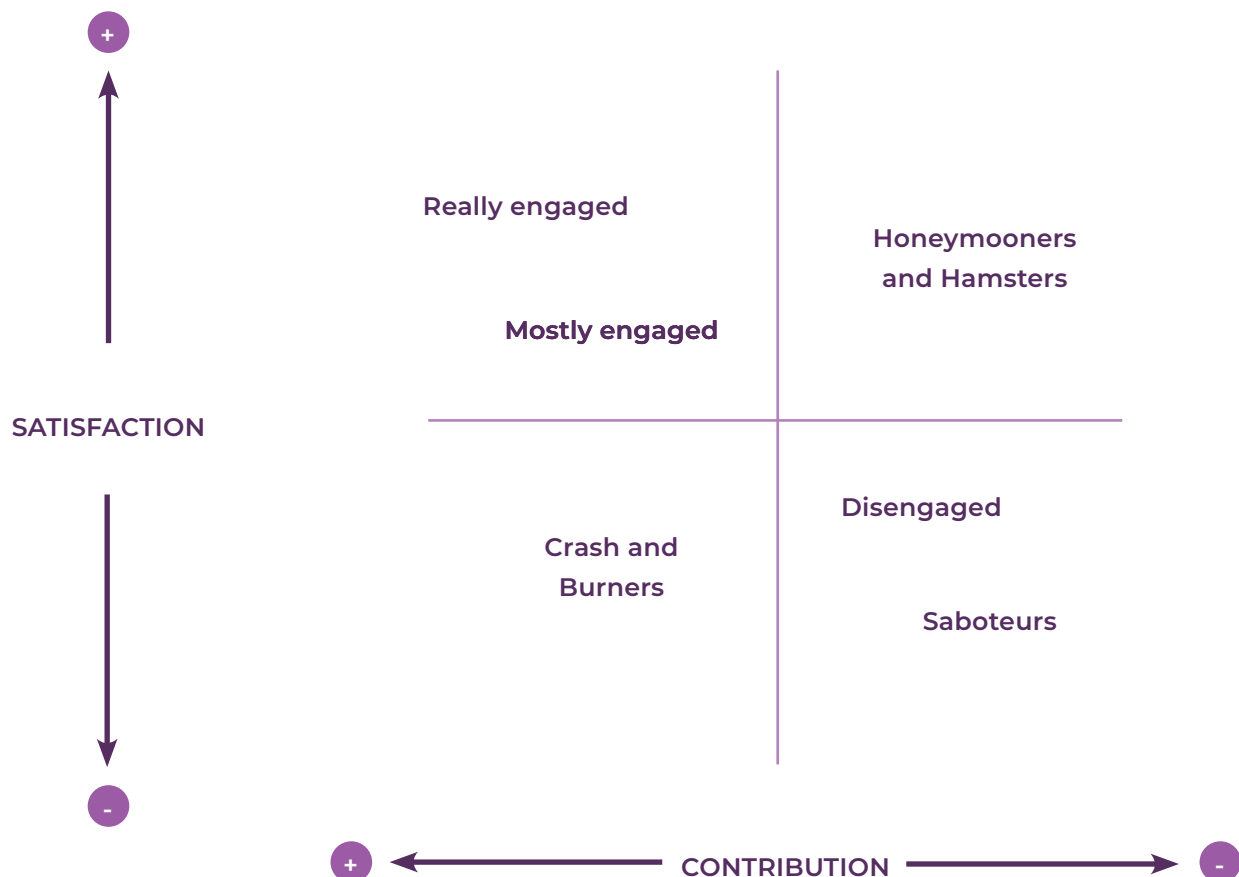 +
Really engaged
Honeymooners
and Hamsters
Mostly engaged
SATISFACTION
Disengaged
Crash and
Burners
Saboteurs
-
+
CONTRIBUTION
-